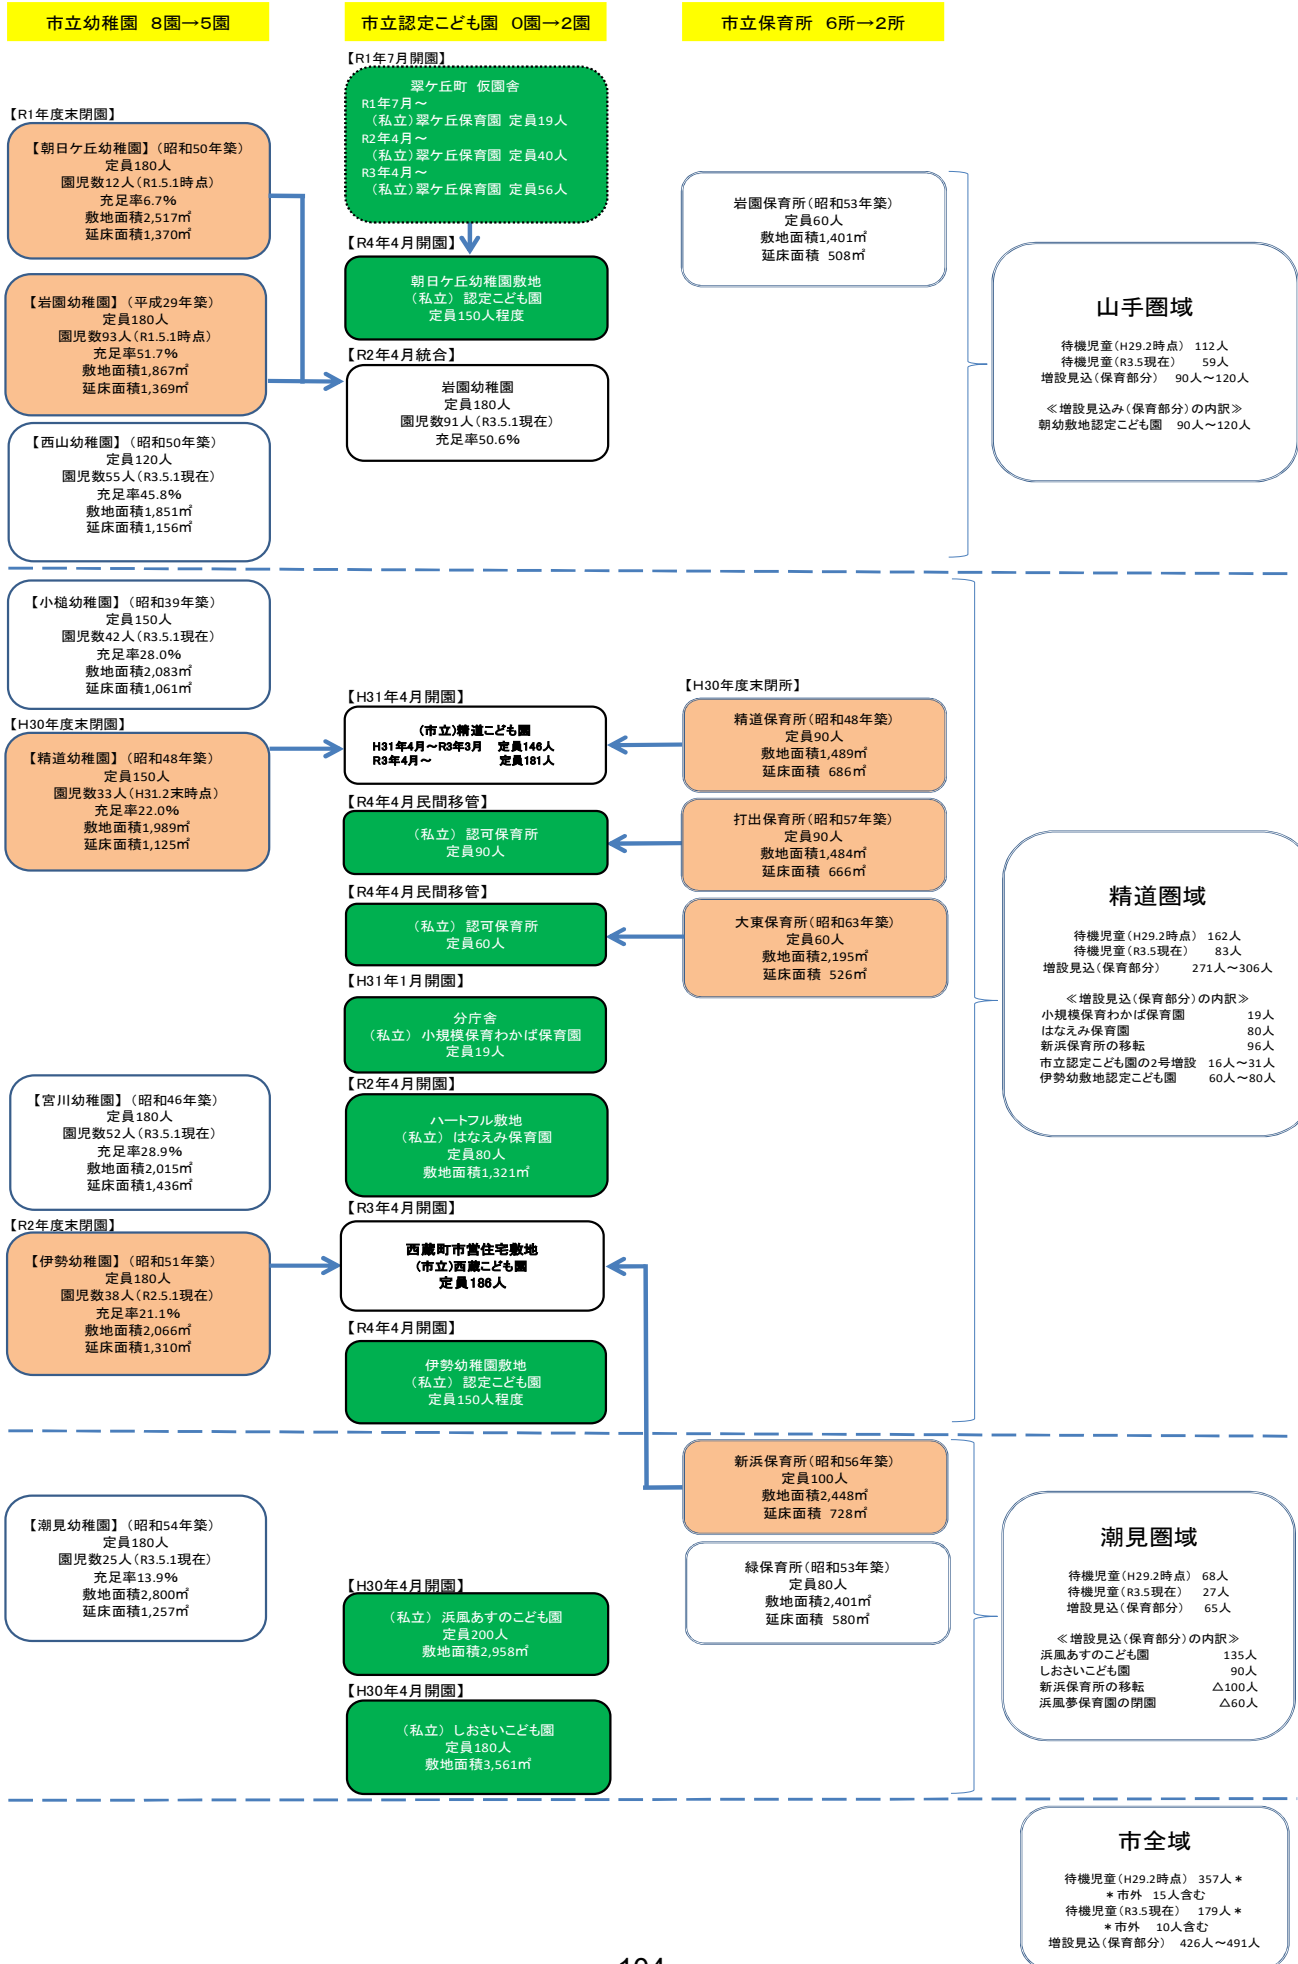 市立幼稚園 8園→5園
市立認定こども園 0園→2園
市立保育所 6所→2所
【R1年度末閉園】
【朝日ケ丘幼稚園】(昭和50年築)
定員180人
園児数12人(R1.5.1時点)
充足率6.7%
敷地面積2,517㎡
延床面積1,370㎡
【岩園幼稚園】(平成29年築)
定員180人
園児数93人(R1.5.1時点)
充足率51.7%
敷地面積1,867㎡
延床面積1,369㎡
【西山幼稚園】(昭和50年築)
定員120人
園児数55人(R3.5.1現在)
充足率45.8%
敷地面積1,851㎡
延床面積1,156㎡
【R1年7月開園】
翠ケ丘町 仮園舎
R1年7月~
(私立)翠ケ丘保育園 定員19人
R2年4月~
(私立)翠ケ丘保育園 定員40人
R3年4月~
(私立)翠ケ丘保育園 定員56人
【R4年4月開園】
朝日ケ丘幼稚園敷地
(私立)認定こども園
定員150人程度
【R2年4月統合】
岩園幼稚園
定員180人
園児数91人(R3.5.1現在)
充足率50.6%
岩園保育所(昭和53年築)
定員60人
敷地面積1,401㎡
延床面積 508㎡
山手圏域
待機児童(H29.2時点) 112人
待機児童(R3.5現在) 59人
増設見込(保育部分) 90人~120人
≪増設見込み(保育部分)の内訳≫
朝幼敷地認定こども園 90人~120人
【小槌幼稚園】(昭和39年築)
定員150人
園児数42人(R3.5.1現在)
充足率28.0%
敷地面積2,083㎡
延床面積1,061㎡
【H30年度末閉園】
【精道幼稚園】(昭和48年築)
定員150人
園児数33人(H31.2末時点)
充足率22.0%
敷地面積1,989㎡
延床面積1,125㎡
【宮川幼稚園】(昭和46年築)
定員180人
園児数52人(R3.5.1現在)
充足率28.9%
敷地面積2,015㎡
延床面積1,436㎡
【R2年度末閉園】
【伊勢幼稚園】(昭和51年築)
定員180人
園児数38人(R2.5.1現在)
充足率21.1%
敷地面積2,066㎡
延床面積1,310㎡
【H31年4月開園】
(市立)精道こども園
H31年4月~R3年3月 定員146人
R3年4月~ 定員181人
【R4年4月民間移管】
(私立)認可保育所
定員90人
【R4年4月民間移管】
(私立)認可保育所
定員60人
【H31年1月開園】
分庁舎
(私立)小規模保育わかば保育園
定員19人
【R2年4月開園】
ハートフル敷地
(私立)はなえみ保育園
定員80人
敷地面積1,321㎡
【R3年4月開園】
西蔵町市営住宅敷地
(市立)西蔵こども園
定員186人
【R4年4月開園】
伊勢幼稚園敷地
(私立)認定こども園
定員150人程度
【H30年度末閉所】
精道保育所(昭和48年築)
定員90人
敷地面積1,489㎡
延床面積 686㎡
打出保育所(昭和57年築)
定員90人
敷地面積1,484㎡
延床面積 666㎡
大東保育所(昭和63年築)
定員60人
敷地面積2,195㎡
延床面積 526㎡
精道圏域
待機児童(H29.2時点) 162人
待機児童(R3.5現在) 83人
増設見込(保育部分) 271人~306人
≪増設見込(保育部分)の内訳≫
小規模保育わかば保育園 19人
はなえみ保育園 80人
新浜保育所の移転 96人
市立認定こども園の2号増設 16人~31人
伊勢幼敷地認定こども園 60人~80人
【潮見幼稚園】(昭和54年築)
定員180人
園児数25人(R3.5.1現在)
充足率13.9%
敷地面積2,800㎡
延床面積1,257㎡
【H30年4月開園】
(私立)浜風あすのこども園
定員200人
敷地面積2,958㎡
【H30年4月開園】
(私立)しおさいこども園
定員180人
敷地面積3,561㎡
新浜保育所(昭和56年築)
定員100人
敷地面積2,448㎡
延床面積 728㎡
緑保育所(昭和53年築)
定員80人
敷地面積2,401㎡
延床面積 580㎡
潮見圏域
待機児童(H29.2時点) 68人
待機児童(R3.5現在) 27人
増設見込(保育部分) 65人
≪増設見込(保育部分)の内訳≫
浜風あすのこども園 135人
しおさいこども園 90人
新浜保育所の移転 △100人
浜風夢保育園の閉園 △60人
市全域
待機児童(H29.2時点) 357人*
*市外 15人含む
待機児童(R3.5現在) 179人*
*市外 10人含む
増設見込(保育部分) 426人~491人